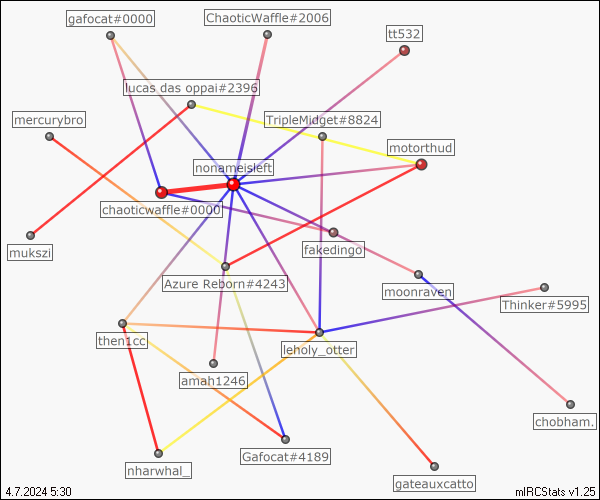 gafocat#0000
ChaoticWaffle#2006
tt532
lucas das oppai#2396
mercurybro
TripleMidget#8824
motorthud
nonameisleft
chaoticwaffle#0000
mukszi
fakedingo
Azure Reborn#4243
moonraven
Thinker#5995
then1cc
leholy_otter
amah1246
chobham.
nharwhal_
Gafocat#4189
gateauxcatto
4.7.2024 5:30
mIRCStats v1.25